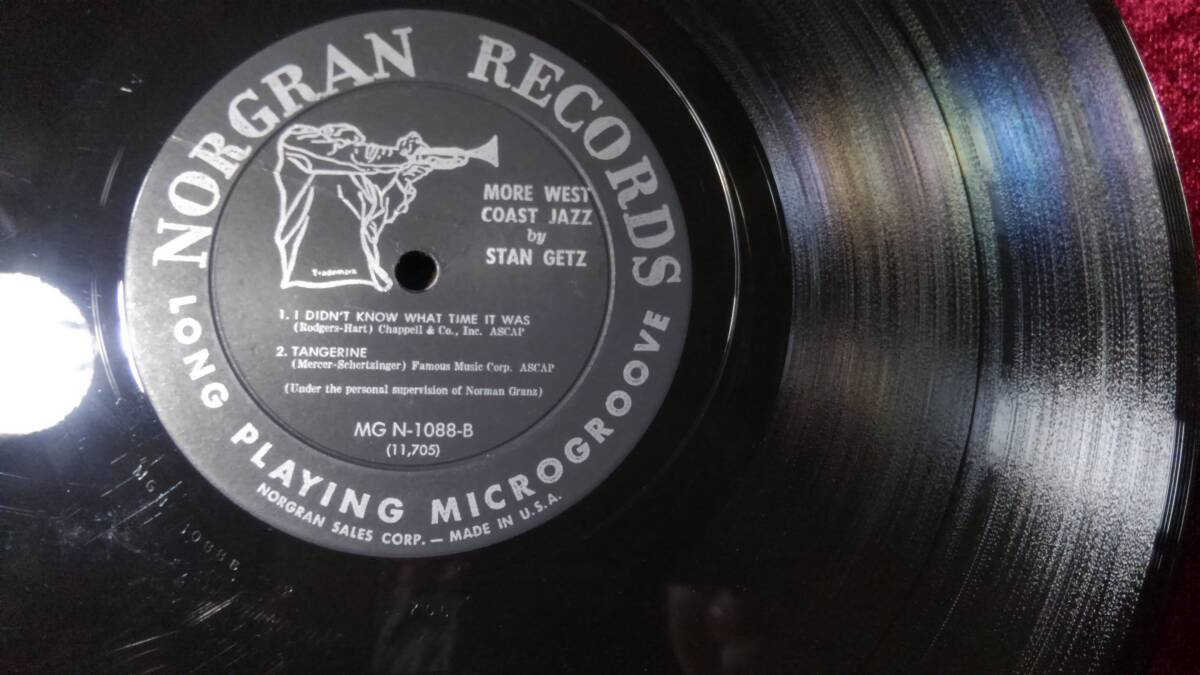 NORGRAN RECORDS
MORE WEST
COAST JAZZ
by
STAN GETZ
Trademark
1. I DIDN'T KNOW WHAT TIME IT WAS
(Rodgers-Hart) Chappell & Co., Inc. ASCAP
2. TANGERINE
(Mercer-Schertzinger) Famous Music Corp. ASCAP
(Under the personal supervision of Norman Granz)
MG N-1088-B
(11,705)
LONG PLAYING MICROGROOVE
NORGRAN SALES CORP. — MADE IN U.S.A.
1088B